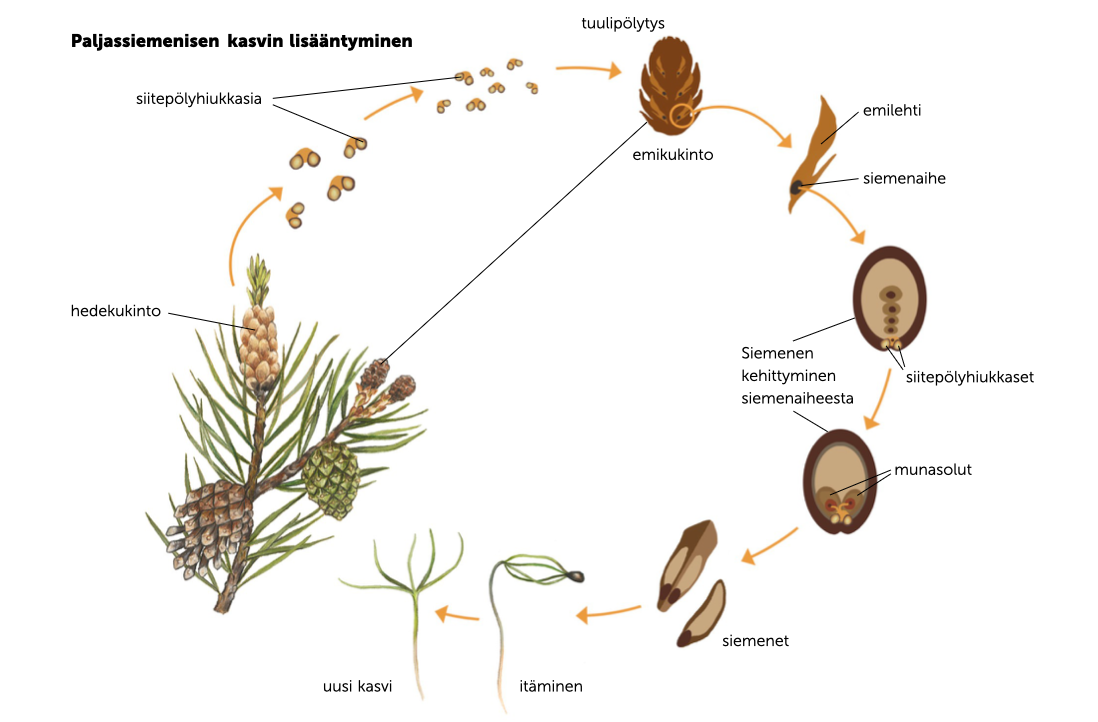 Paljassiemenisen kasvin lisääntyminen
tuulipölytys
siitepölyhiukkasia
emilehti
emikukinto
siemenaihe
hedekukinto
Siemenen
kehittyminen
siemenaiheesta
siitepölyhiukkaset
munasolut
siemenet
uusi kasvi
itäminen